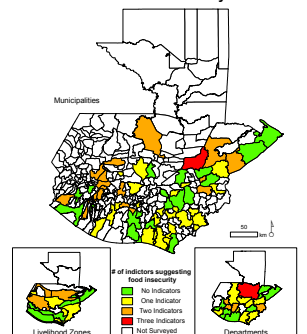 Municipalities
50
km
# of indictors suggesting
food insecurity
No Indicators
One Indicator
Two Indicators
Three Indicators
Not Surveyed
Livelihood Zones
Departments